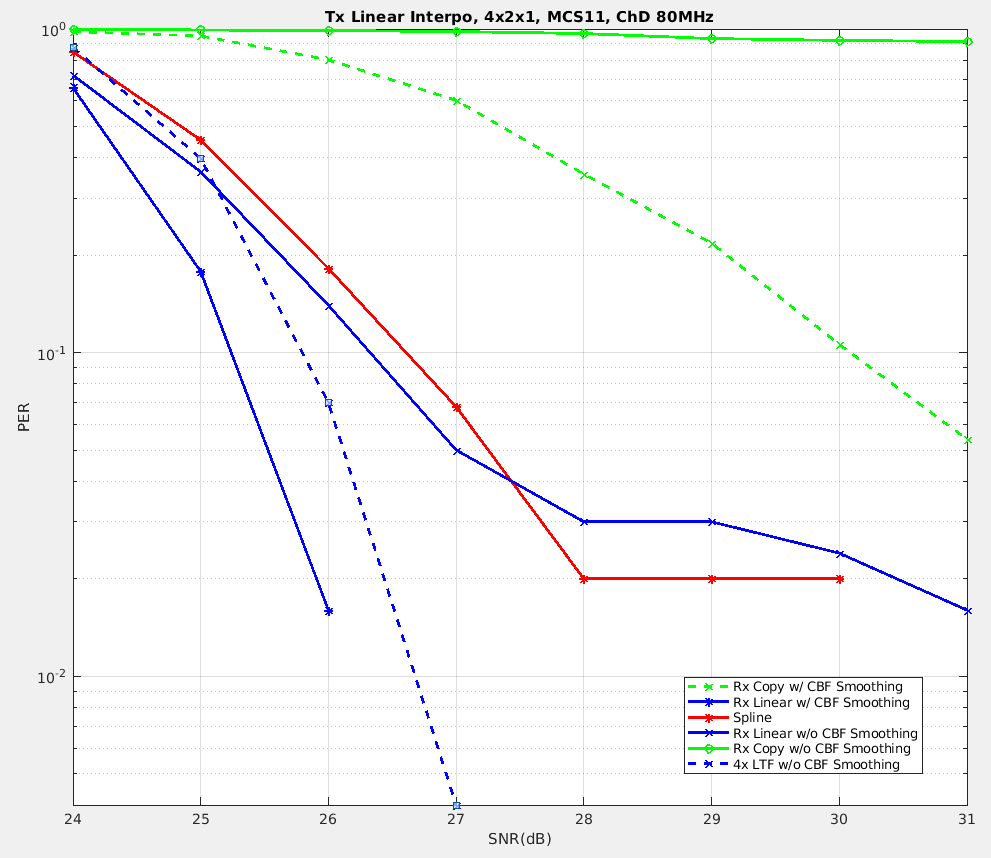 Tx Linear Interpo, 4x2x1, MCS11, ChD 80MHz
10^0
10^-1
10^-2
PER
24 25 26 27 28 29 30 31
SNR(dB)
Rx Copy w/ CBF Smoothing
Rx Linear w/ CBF Smoothing
Spline
Rx Linear w/o CBF Smoothing
Rx Copy w/o CBF Smoothing
4x LTF w/o CBF Smoothing